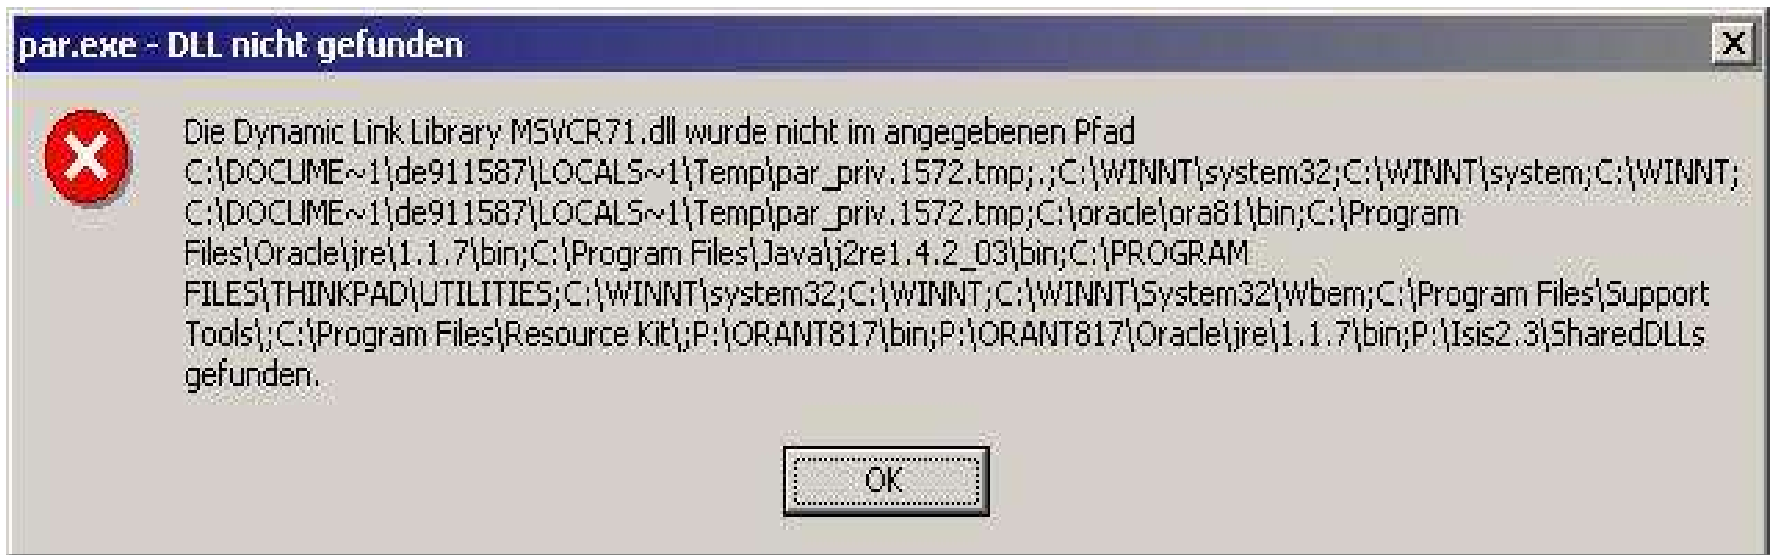 par.exe - DLL nicht gefunden
Die Dynamic Link Library MSVCR71.dll wurde nicht im angegebenen Pfad
C:\DOCUME~1\de911587\LOCALS~1\Temp\par_priv.1572.tmp;.;C:\WINNT\system32;C:\WINNT\system;C:\WINNT;
C:\DOCUME~1\de911587\LOCALS~1\Temp\par_priv.1572.tmp;C:\oracle\ora81\bin;C:\Program
Files\Oracle\jre\1.1.7\bin;C:\Program Files\Java\j2re1.4.2_03\bin;C:\PROGRAM
FILES\THINKPAD\UTILITIES;C:\WINNT\system32;C:\WINNT;C:\WINNT\System32\Wbem;C:\Program Files\Support
Tools\;C:\Program Files\Resource Kit\;P:\ORANT817\bin;P:\ORANT817\Oracle\jre\1.1.7\bin;P:\Isis2.3\SharedDLLs
gefunden.
OK